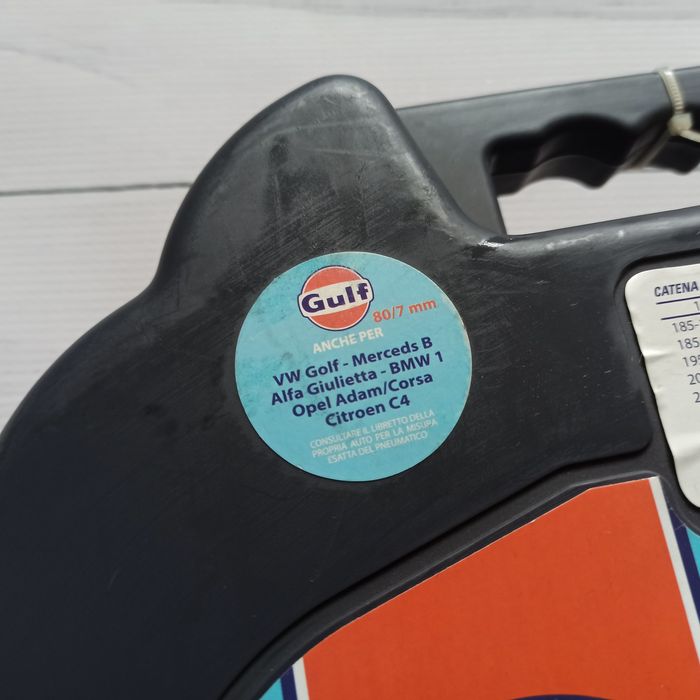 Gulf
80/7 mm
ANCHE PER
VW Golf - Merceds B
Alfa Giulietta - BMW 1
Opel Adam/Corsa
Citroen C4
CONSULTARE IL LIBRETTO DELLA
PROPRIA AUTO PER LA MISURA
ESATTA DEL PNEUMATICO
CATENA
185-
185
195
20
2